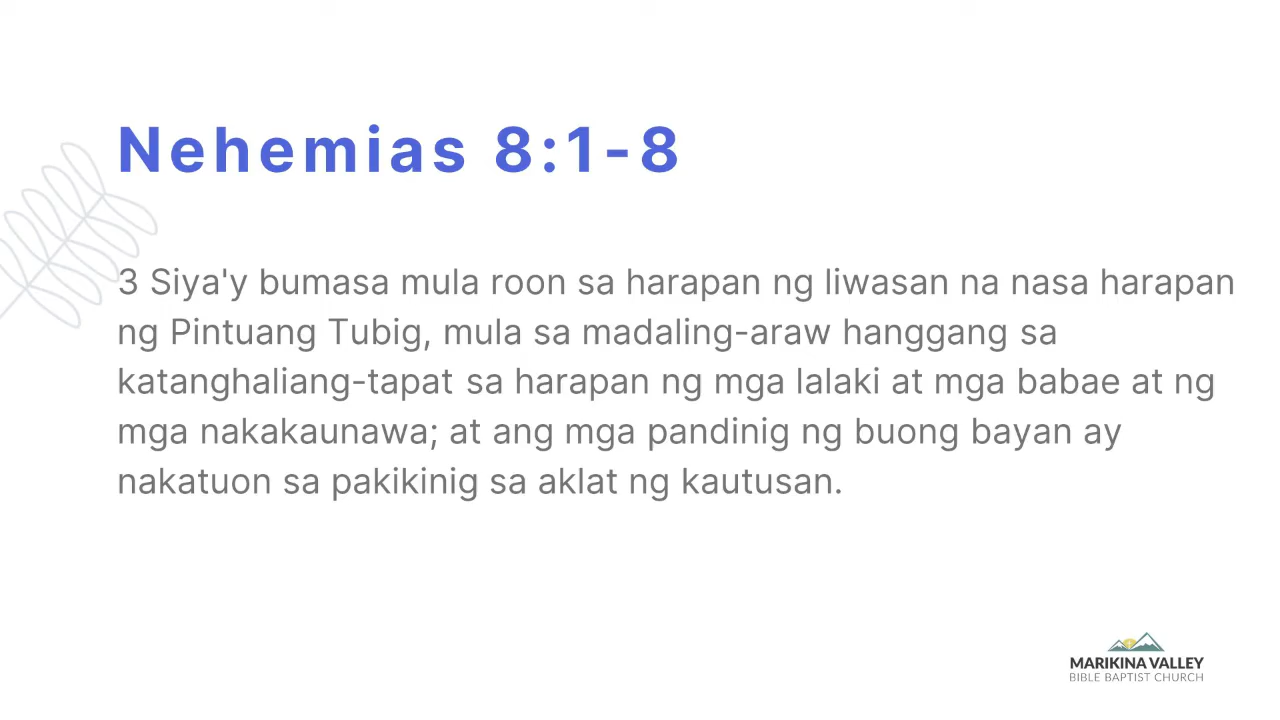 Nehemias 8:1-8
3 Siya'y bumasa mula roon sa harapan ng liwasan na nasa harapan
ng Pintuang Tubig, mula sa madaling-araw hanggang sa
katanghaliang-tapat sa harapan ng mga lalaki at mga babae at ng
mga nakakaunawa; at ang mga pandinig ng buong bayan ay
nakatuon sa pakikinig sa aklat ng kautusan.
MARIKINA VALLEY
BIBLE BAPTIST CHURCH